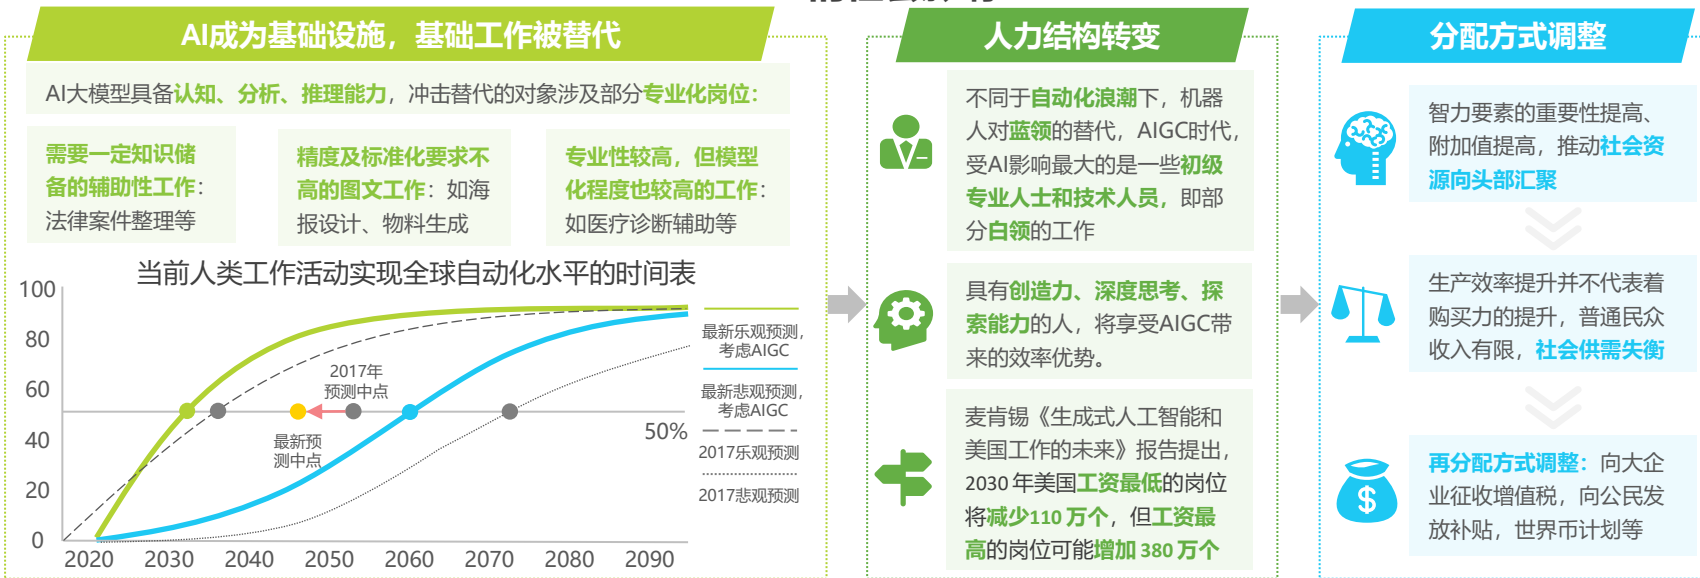 AI成为基础设施，基础工作被替代
AI大模型具备认知、分析、推理能力，冲击替代的对象涉及部分专业化岗位：
需要一定知识储
备的辅助性工作：
法律案件整理等
精度及标准化要求不
高的图文工作：如海
报设计、物料生成
专业性较高，但模型
化程度也较高的工作：
如医疗诊断辅助等
当前人类工作活动实现全球自动化水平的时间表
100
80
60
40
20
0
2020 2030 2040 2050 2060 2070 2080 2090
2017年
预测中点
最新预
测中点
50%
最新乐观预测，
考虑AIGC
最新悲观预测，
考虑AIGC
2017乐观预测
2017悲观预测
人力结构转变
不同于自动化浪潮下，机器
人对蓝领的替代，AIGC时代，
受AI影响最大的是一些初级
专业人士和技术人员，即部
分白领的工作
具有创造力、深度思考、探
索能力的人，将享受AIGC带
来的效率优势。
麦肯锡《生成式人工智能和
美国工作的未来》报告提出，
2030 年美国工资最低的岗位
将减少110 万个，但工资最
高的岗位可能增加 380 万个
分配方式调整
智力要素的重要性提高、
附加值提高，推动社会资
源向头部汇聚
生产效率提升并不代表着
购买力的提升，普通民众
收入有限，社会供需失衡
再分配方式调整：向大企
业征收增值税，向公民发
放补贴，世界币计划等